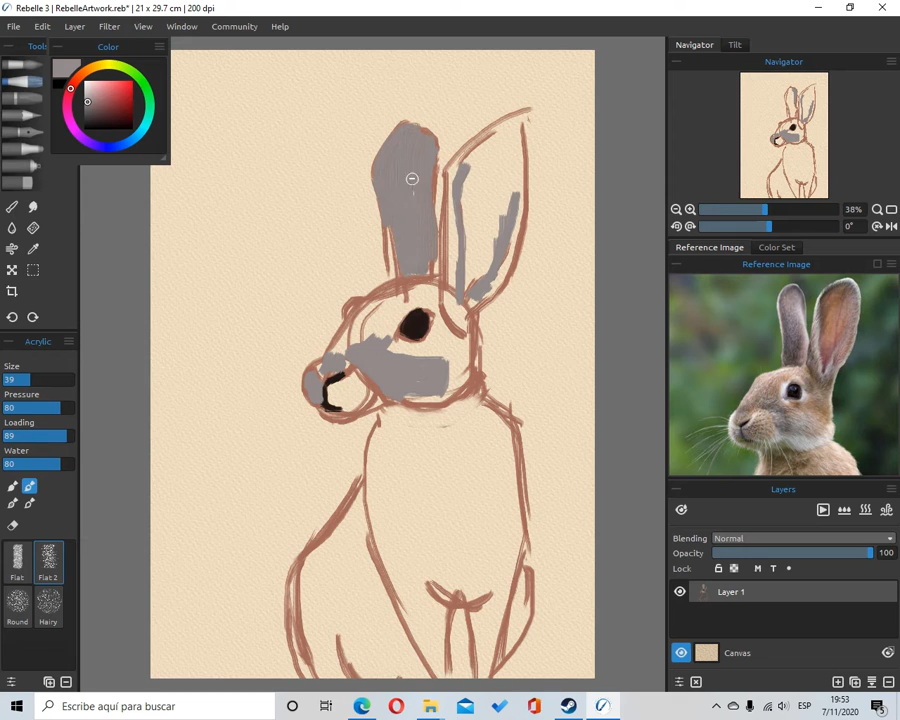 Rebelle 3 | RebelleArtwork.reb* | 21 x 29.7 cm | 200 dpi
File Edit Layer Filter View Window Community Help
Tools
Color
Navigator Tilt
Navigator
38%
0°
Reference Image Color Set
Reference Image
Acrylic
Size
39
Pressure
80
Loading
89
Water
80
Flat
Flat 2
Round
Hairy
Layers
Blending Normal
Opacity 100
Lock M T
Layer 1
Canvas
Escribe aquí para buscar
ESP
19:53
7/11/2020
5